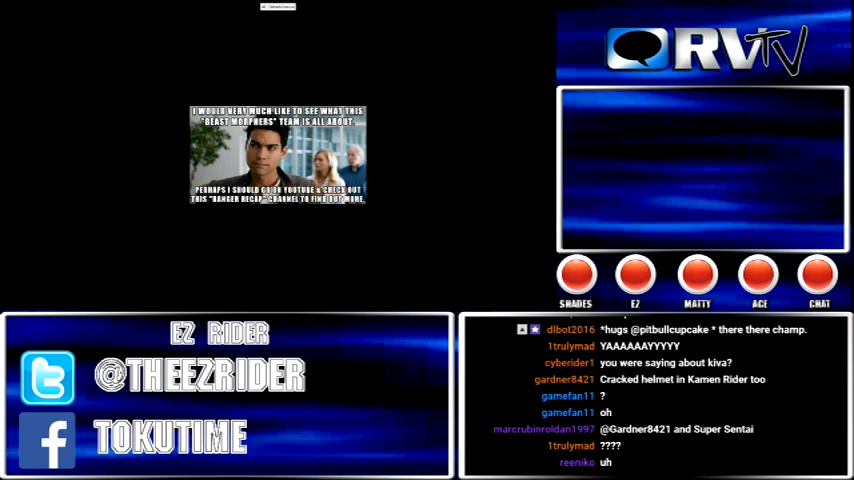 RVTV
I WOULD VERY MUCH LIKE TO SEE WHAT THIS
"BEAST MORPHERS" TEAM IS ALL ABOUT.
PERHAPS I SHOULD GO ON YOUTUBE & CHECK OUT
THIS "RANGER RECAP" CHANNEL TO FIND OUT MORE.
SHADES EZ MATTY ACE CHAT
EZ RIDER
@THEEZRIDER
TOKUTIME
dlbot2016 *hugs @pitbullcupcake * there there champ.
1trulymad YAAAAAAYYYYY
cyberider1 you were saying about kiva?
gardner8421 Cracked helmet in Kamen Rider too
gamefan11 ?
gamefan11 oh
marcrubinroldan1997 @Gardner8421 and Super Sentai
1trulymad ????
reeniko uh